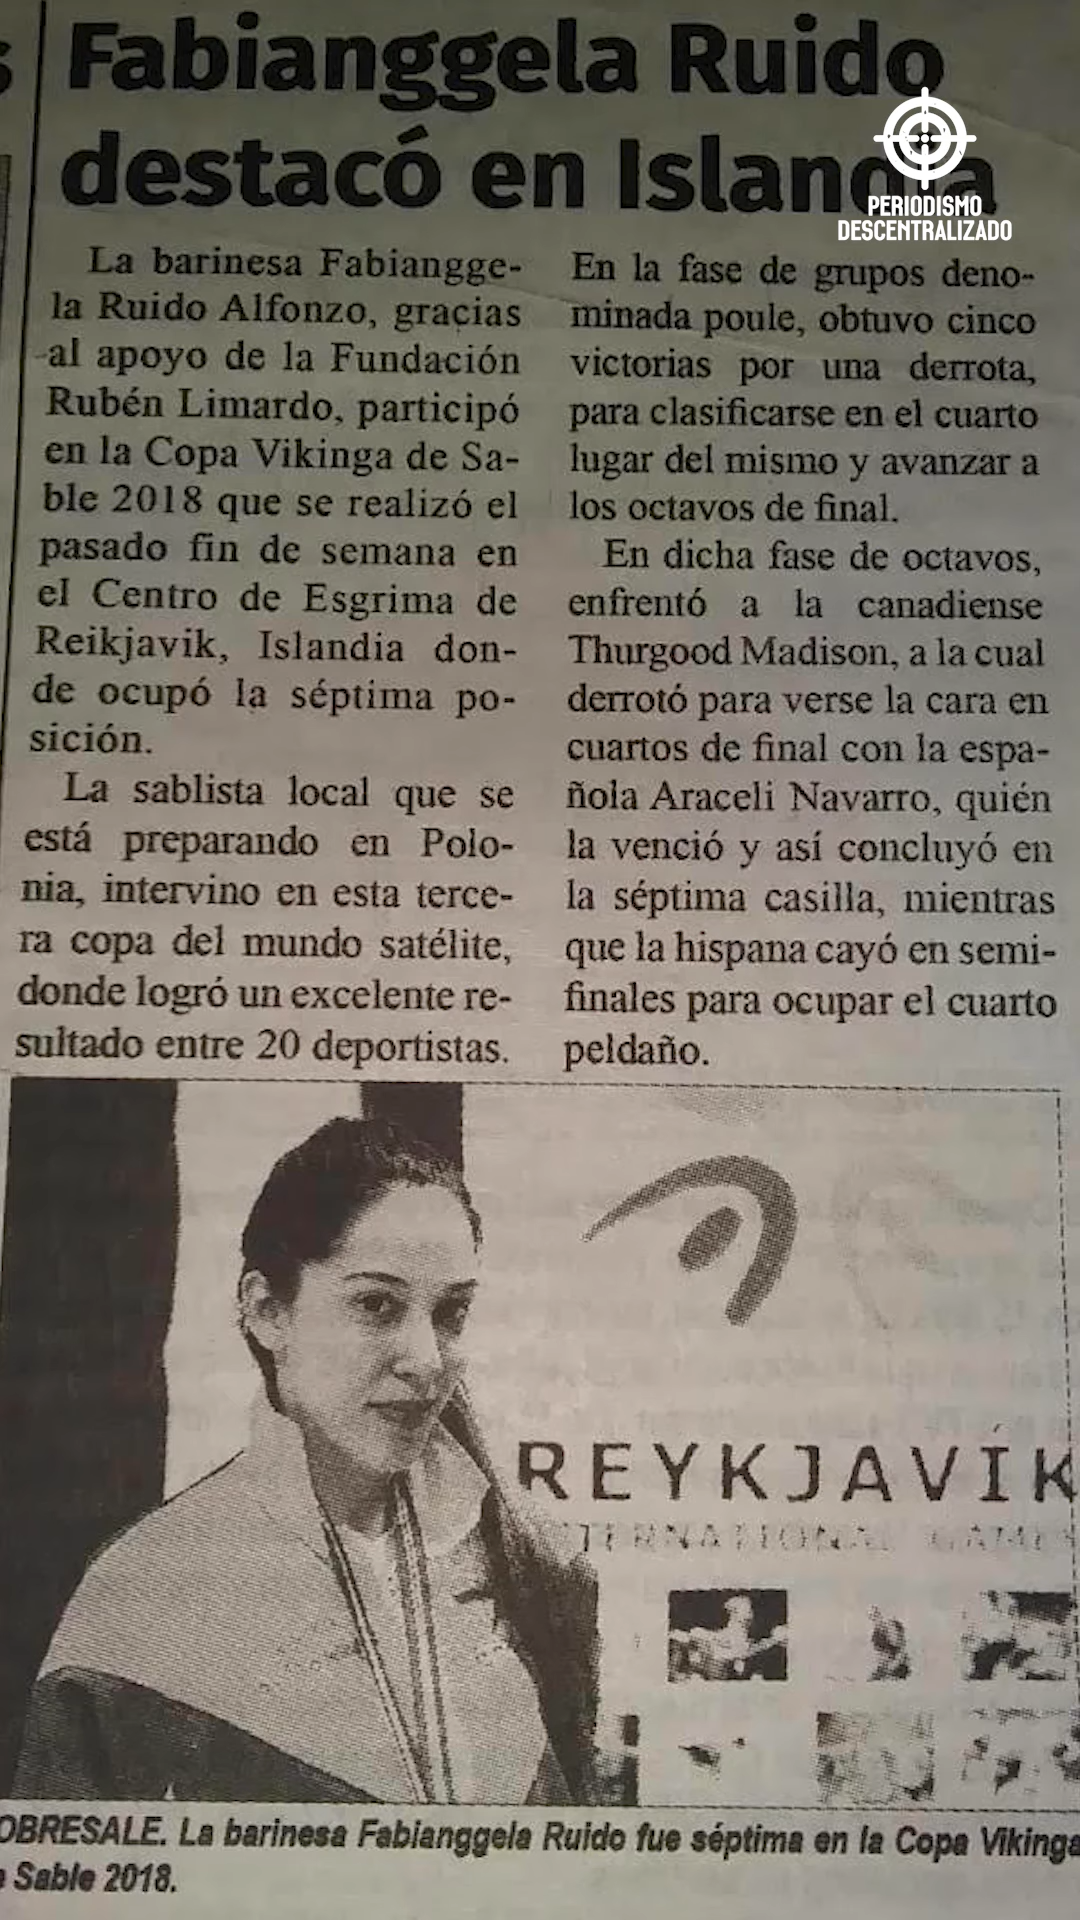 Fabianggela Ruido
destacó en Islandia
PERIODISMO
DESCENTRALIZADO
La barinesa Fabiangge-
la Ruido Alfonzo, gracias
al apoyo de la Fundación
Rubén Limardo, participó
en la Copa Vikinga de Sa-
ble 2018 que se realizó el
pasado fin de semana en
el Centro de Esgrima de
Reikjavik, Islandia don-
de ocupó la séptima po-
sición.
La sablista local que se
está preparando en Polo-
nia, intervino en esta terce-
ra copa del mundo satélite,
donde logró un excelente re-
sultado entre 20 deportistas.
En la fase de grupos deno-
minada poule, obtuvo cinco
victorias por una derrota,
para clasificarse en el cuarto
lugar del mismo y avanzar a
los octavos de final.
En dicha fase de octavos,
enfrentó a la canadiense
Thurgood Madison, a la cual
derrotó para verse la cara en
cuartos de final con la espa-
ñola Araceli Navarro, quién
la venció y así concluyó en
la séptima casilla, mientras
que la hispana cayó en semi-
finales para ocupar el cuarto
peldaño.
REYKJAVÍK
OBRESALE. La barinesa Fabianggela Ruido fue séptima en la Copa Vikinga
Sable 2018.